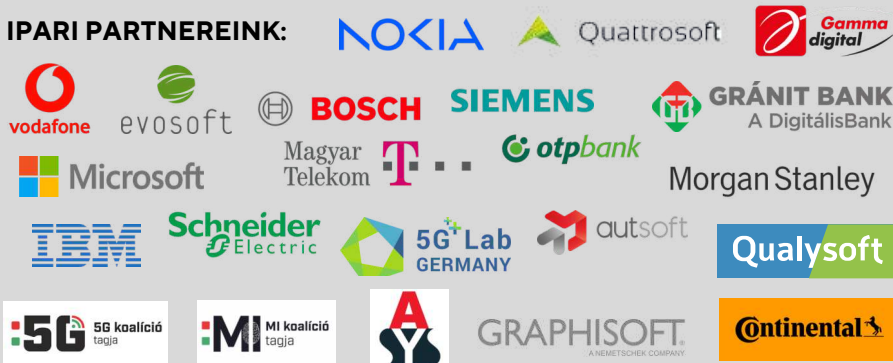 IPARI PARTNEREINK:
NOKIA
Quattrosoft
Gamma
digital
vodafone
evosoft
BOSCH
SIEMENS
GRÁNIT BANK
A DigitálisBank
Microsoft
Magyar
Telekom
T
otpbank
Morgan Stanley
IBM
Schneider
Electric
5G++ Lab
GERMANY
autsoft
Qualysoft
5G
5G koalíció
tagja
MI
MI koalíció
tagja
A
Y
S
GRAPHISOFT.
A NEMETSCHEK COMPANY
Continental